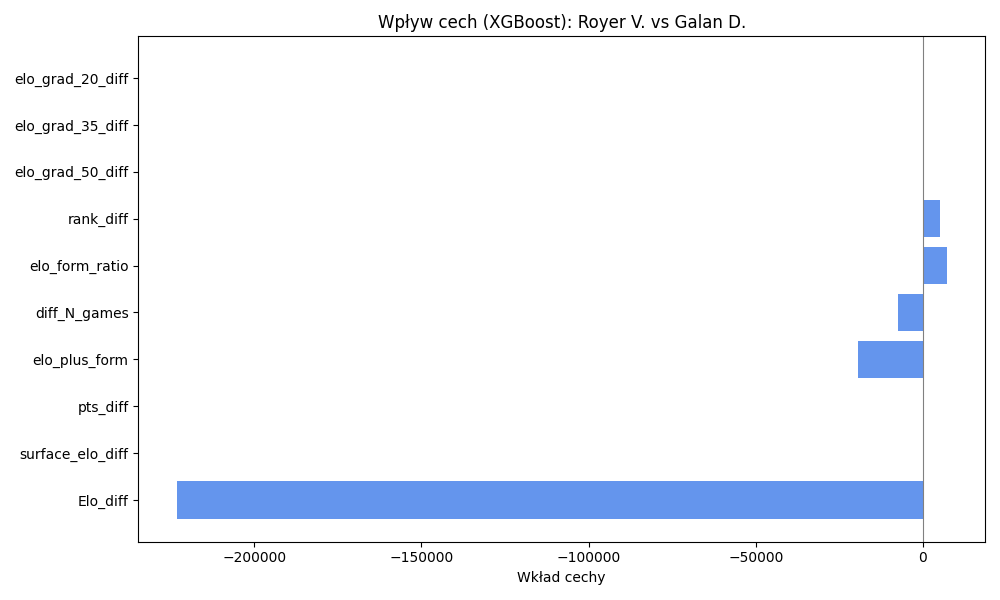 Wpływ cech (XGBoost): Royer V. vs Galan D.
elo_grad_20_diff
elo_grad_35_diff
elo_grad_50_diff
rank_diff
elo_form_ratio
diff_N_games
elo_plus_form
pts_diff
surface_elo_diff
Elo_diff
−200000 −150000 −100000 −50000 0
Wkład cechy